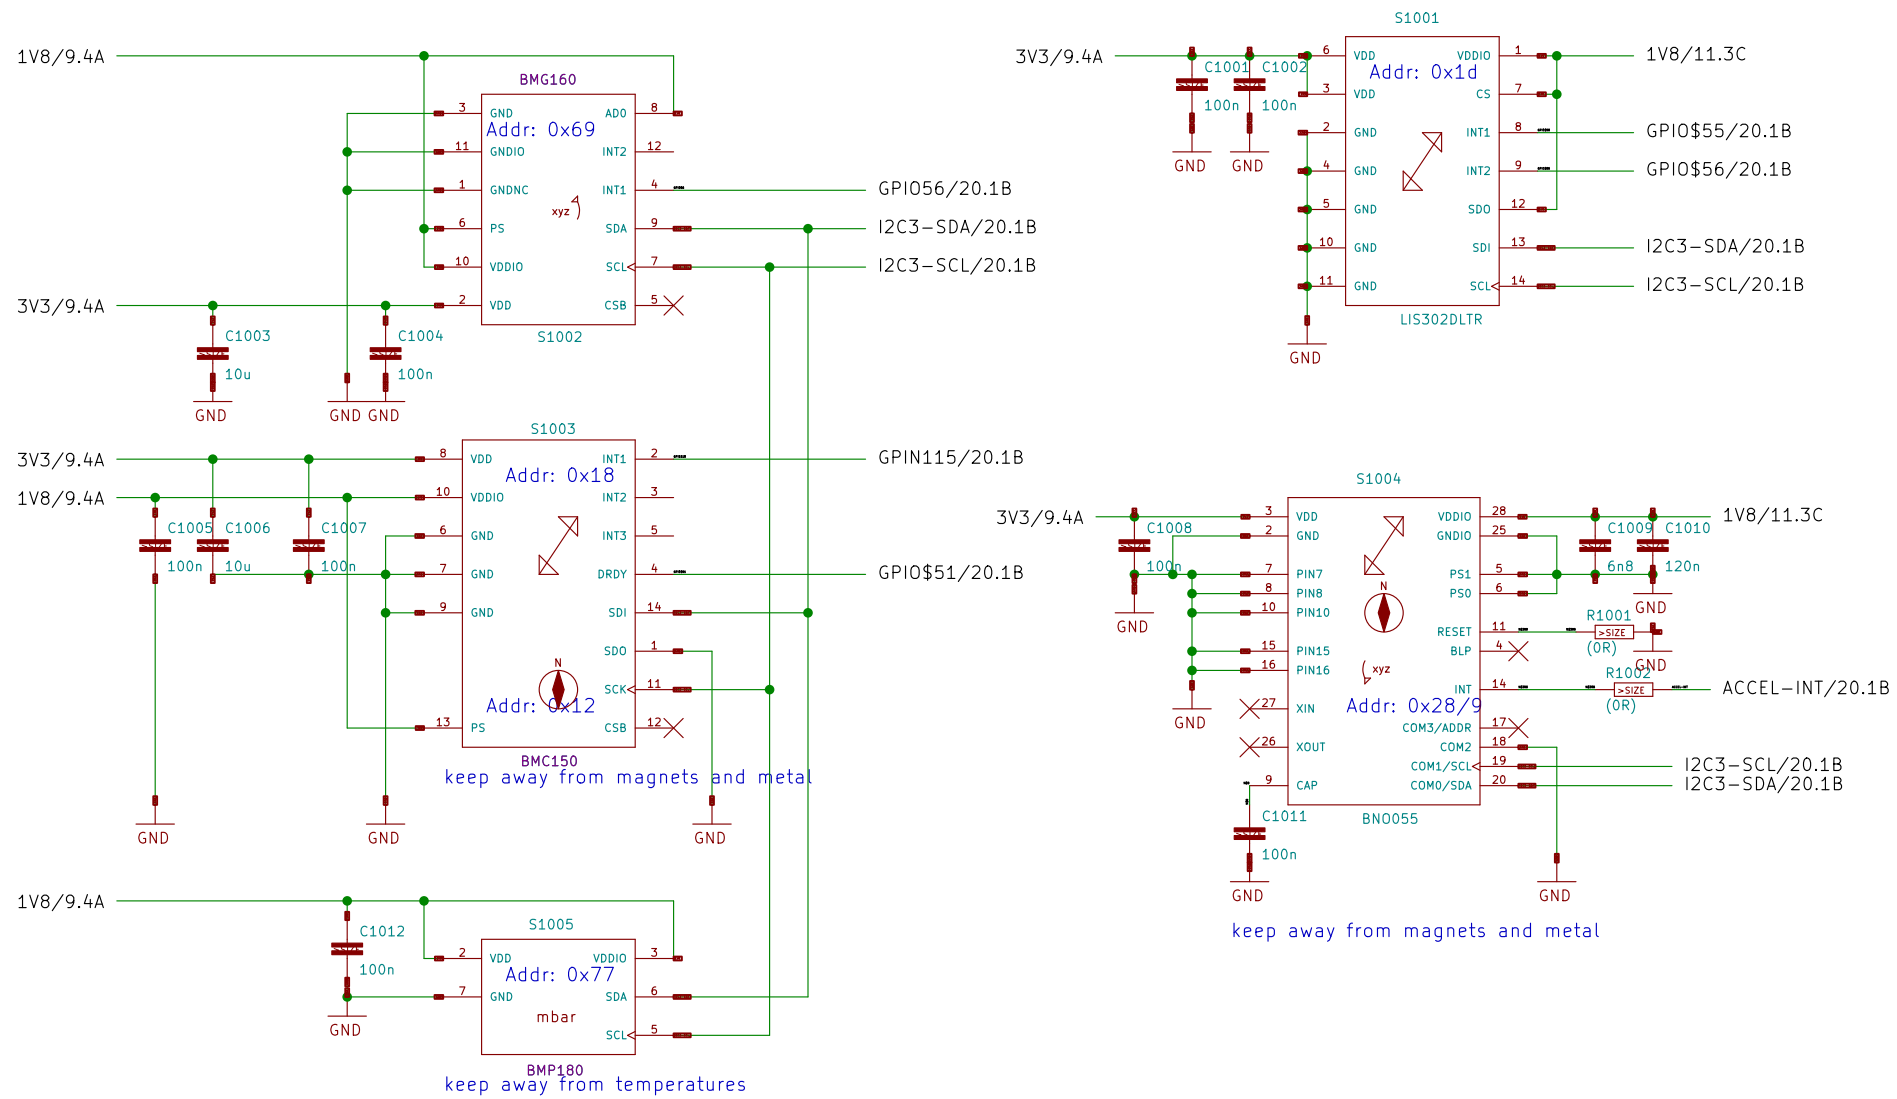 1V8/9.4A
BMG160
Addr: 0x69
3 GND
11 GNDIO
1 GNDNC
6 PS
10 VDDIO
2 VDD
AD0 8
INT2 12
INT1 4
SDA 9
SCL 7
CSB 5
xyz
S1002
GPIO56/20.1B
I2C3-SDA/20.1B
I2C3-SCL/20.1B
3V3/9.4A
C1003
10u
GND
GND
C1004
100n
GND
3V3/9.4A
1V8/9.4A
S1003
Addr: 0x18
8 VDD
10 VDDIO
6 GND
7 GND
9 GND
13 PS
INT1 2
INT2 3
INT3 5
DRDY 4
SDI 14
SDO 1
SCK 11
CSB 12
N
Addr: 0x12
BMC150
keep away from magnets and metal
GPIN115/20.1B
GPIO$51/20.1B
C1005
100n
C1006
10u
C1007
100n
GND
GND
GND
1V8/9.4A
C1012
100n
GND
S1005
Addr: 0x77
2 VDD
7 GND
VDDIO 3
SDA 6
SCL 5
mbar
BMP180
keep away from temperatures
3V3/9.4A
C1001
100n
GND
C1002
100n
GND
S1001
Addr: 0x1d
6 VDD
3 VDD
2 GND
4 GND
5 GND
10 GND
11 GND
VDDIO 1
CS 7
INT1 8
INT2 9
SDO 12
SDI 13
SCL 14
LIS302DLTR
GND
1V8/11.3C
GPIO$55/20.1B
GPIO$56/20.1B
I2C3-SDA/20.1B
I2C3-SCL/20.1B
3V3/9.4A
C1008
100n
GND
GND
S1004
3 VDD
2 GND
7 PIN7
8 PIN8
10 PIN10
15 PIN15
16 PIN16
27 XIN
26 XOUT
9 CAP
VDDIO 28
GNDIO 25
PS1 5
PS0 6
RESET 11
BLP 4
INT 14
COM3/ADDR 17
COM2 18
COM1/SCL 19
COM0/SDA 20
N
xyz
Addr: 0x28/9
BNO055
C1011
100n
GND
1V8/11.3C
C1009
6n8
C1010
120n
GND
R1001
>SIZE
(0R)
GND
R1002
>SIZE
(0R)
ACCEL-INT/20.1B
I2C3-SCL/20.1B
I2C3-SDA/20.1B
GND
keep away from magnets and metal